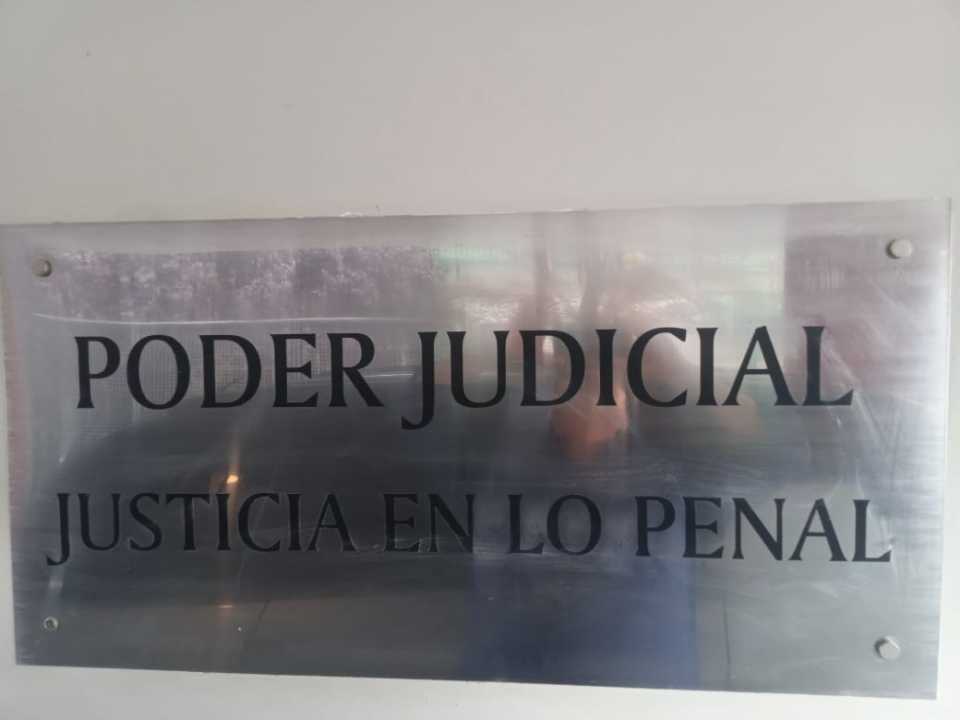 PODER JUDICIAL
JUSTICIA EN LO PENAL